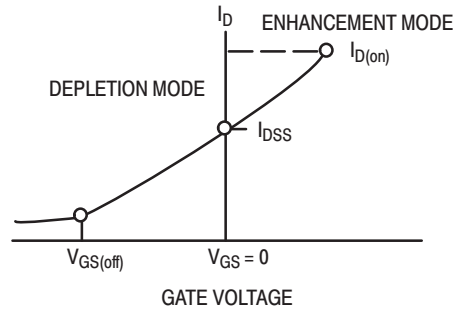 I_D
ENHANCEMENT MODE
I_D(on)
DEPLETION MODE
I_DSS
V_GS(off)
V_GS = 0
GATE VOLTAGE